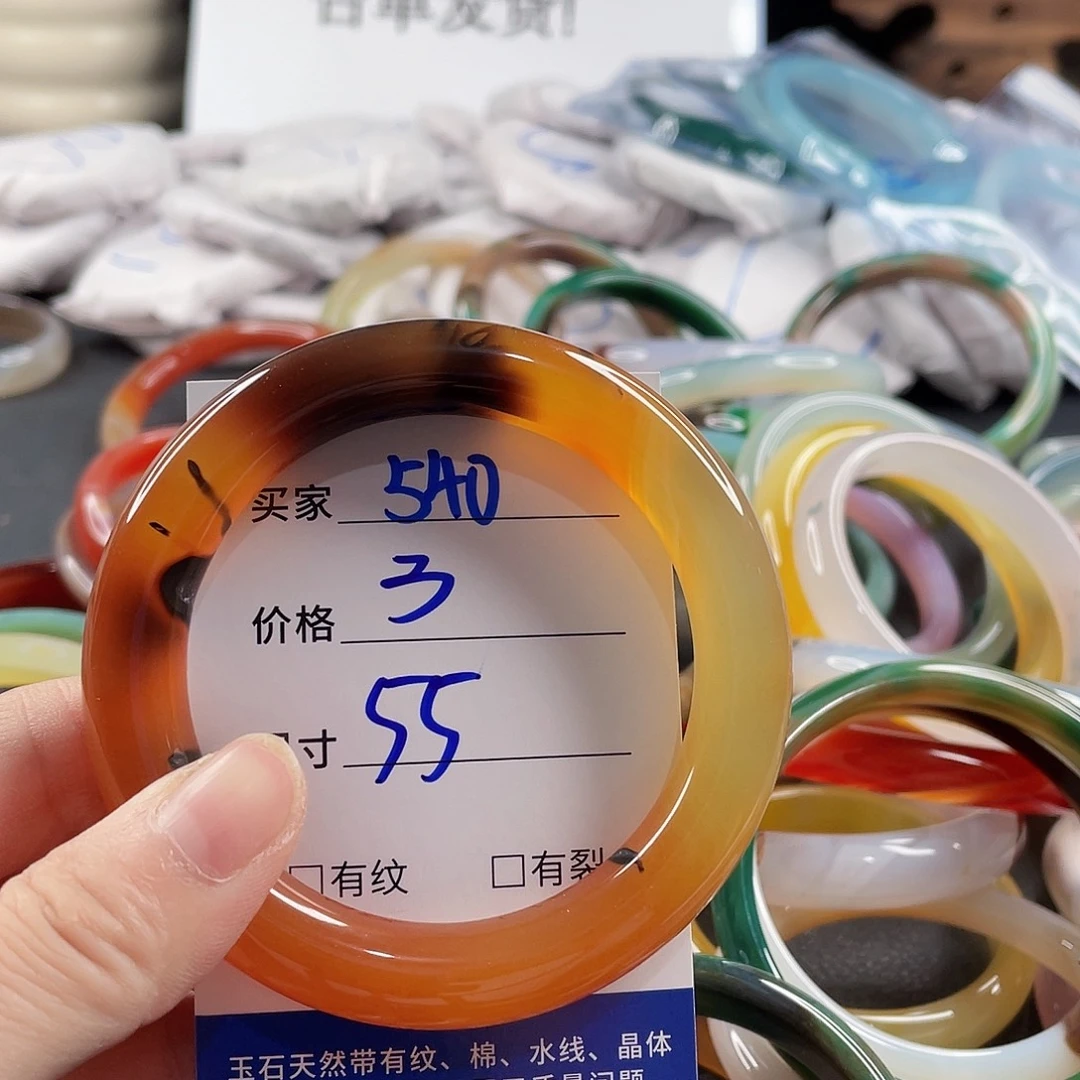 买家 540
价格 3
寸 55
□有纹 □有裂
玉石天然带有纹、棉、水线、晶体